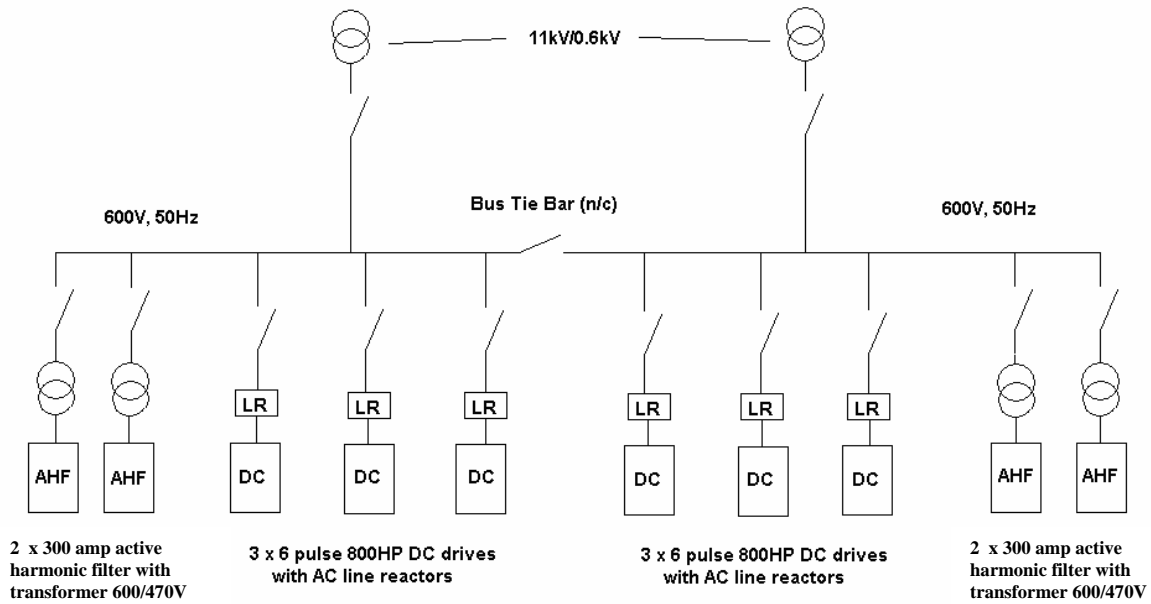 11kV/0.6kV
Bus Tie Bar (n/c)
600V, 50Hz
600V, 50Hz
LR
LR
LR
LR
LR
LR
AHF
AHF
DC
DC
DC
DC
DC
DC
AHF
AHF
2 x 300 amp active
harmonic filter with
transformer 600/470V
3 x 6 pulse 800HP DC drives
with AC line reactors
3 x 6 pulse 800HP DC drives
with AC line reactors
2 x 300 amp active
harmonic filter with
transformer 600/470V